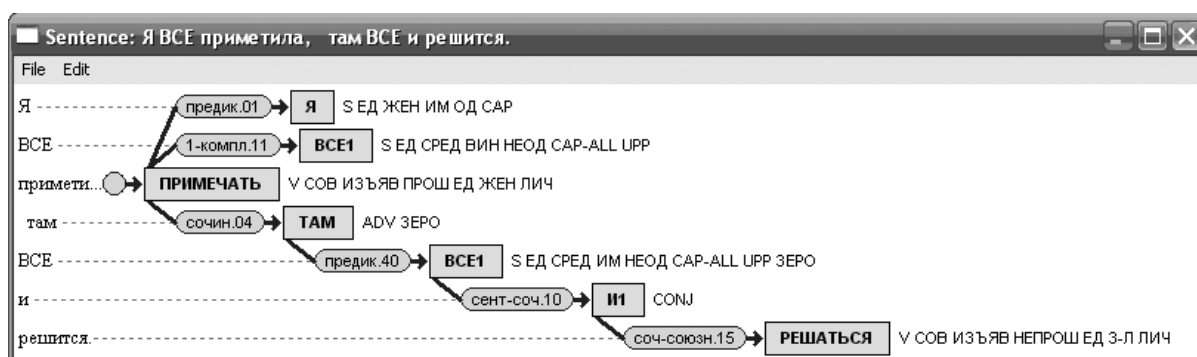 Sentence: Я ВСЕ приметила, там ВСЕ и решится.
File Edit
Я предик.01 Я S ЕД ЖЕН ИМ ОД CAP
ВСЕ 1-компл.11 ВСЕ1 S ЕД СРЕД ВИН НЕОД CAP-ALL UPP
примети... ПРИМЕЧАТЬ V СОВ ИЗЪЯВ ПРОШ ЕД ЖЕН ЛИЧ
там сочин.04 ТАМ ADV ЗЕРО
ВСЕ предик.40 ВСЕ1 S ЕД СРЕД ИМ НЕОД CAP-ALL UPP ЗЕРО
и сент-соч.10 И1 CONJ
решится. соч-союзн.15 РЕШАТЬСЯ V СОВ ИЗЪЯВ НЕПРОШ ЕД 3-Л ЛИЧ